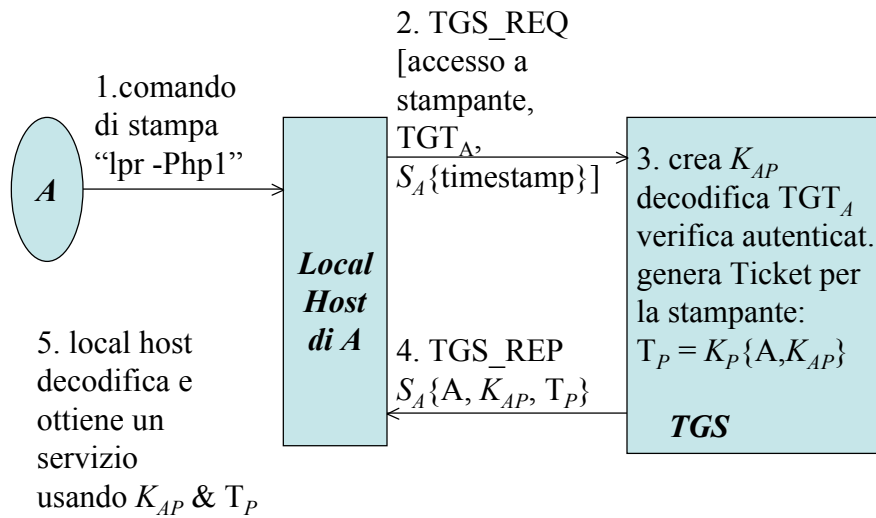 1.comando
di stampa
“lpr -Php1”
A
2. TGS_REQ
[accesso a
stampante,
TGT_A,
S_A{timestamp}]
Local
Host
di A
3. crea K_AP
decodifica TGT_A
verifica autenticat.
genera Ticket per
la stampante:
T_P = K_P{A,K_AP}
TGS
4. TGS_REP
S_A{A, K_AP, T_P}
5. local host
decodifica e
ottiene un
servizio
usando K_AP & T_P